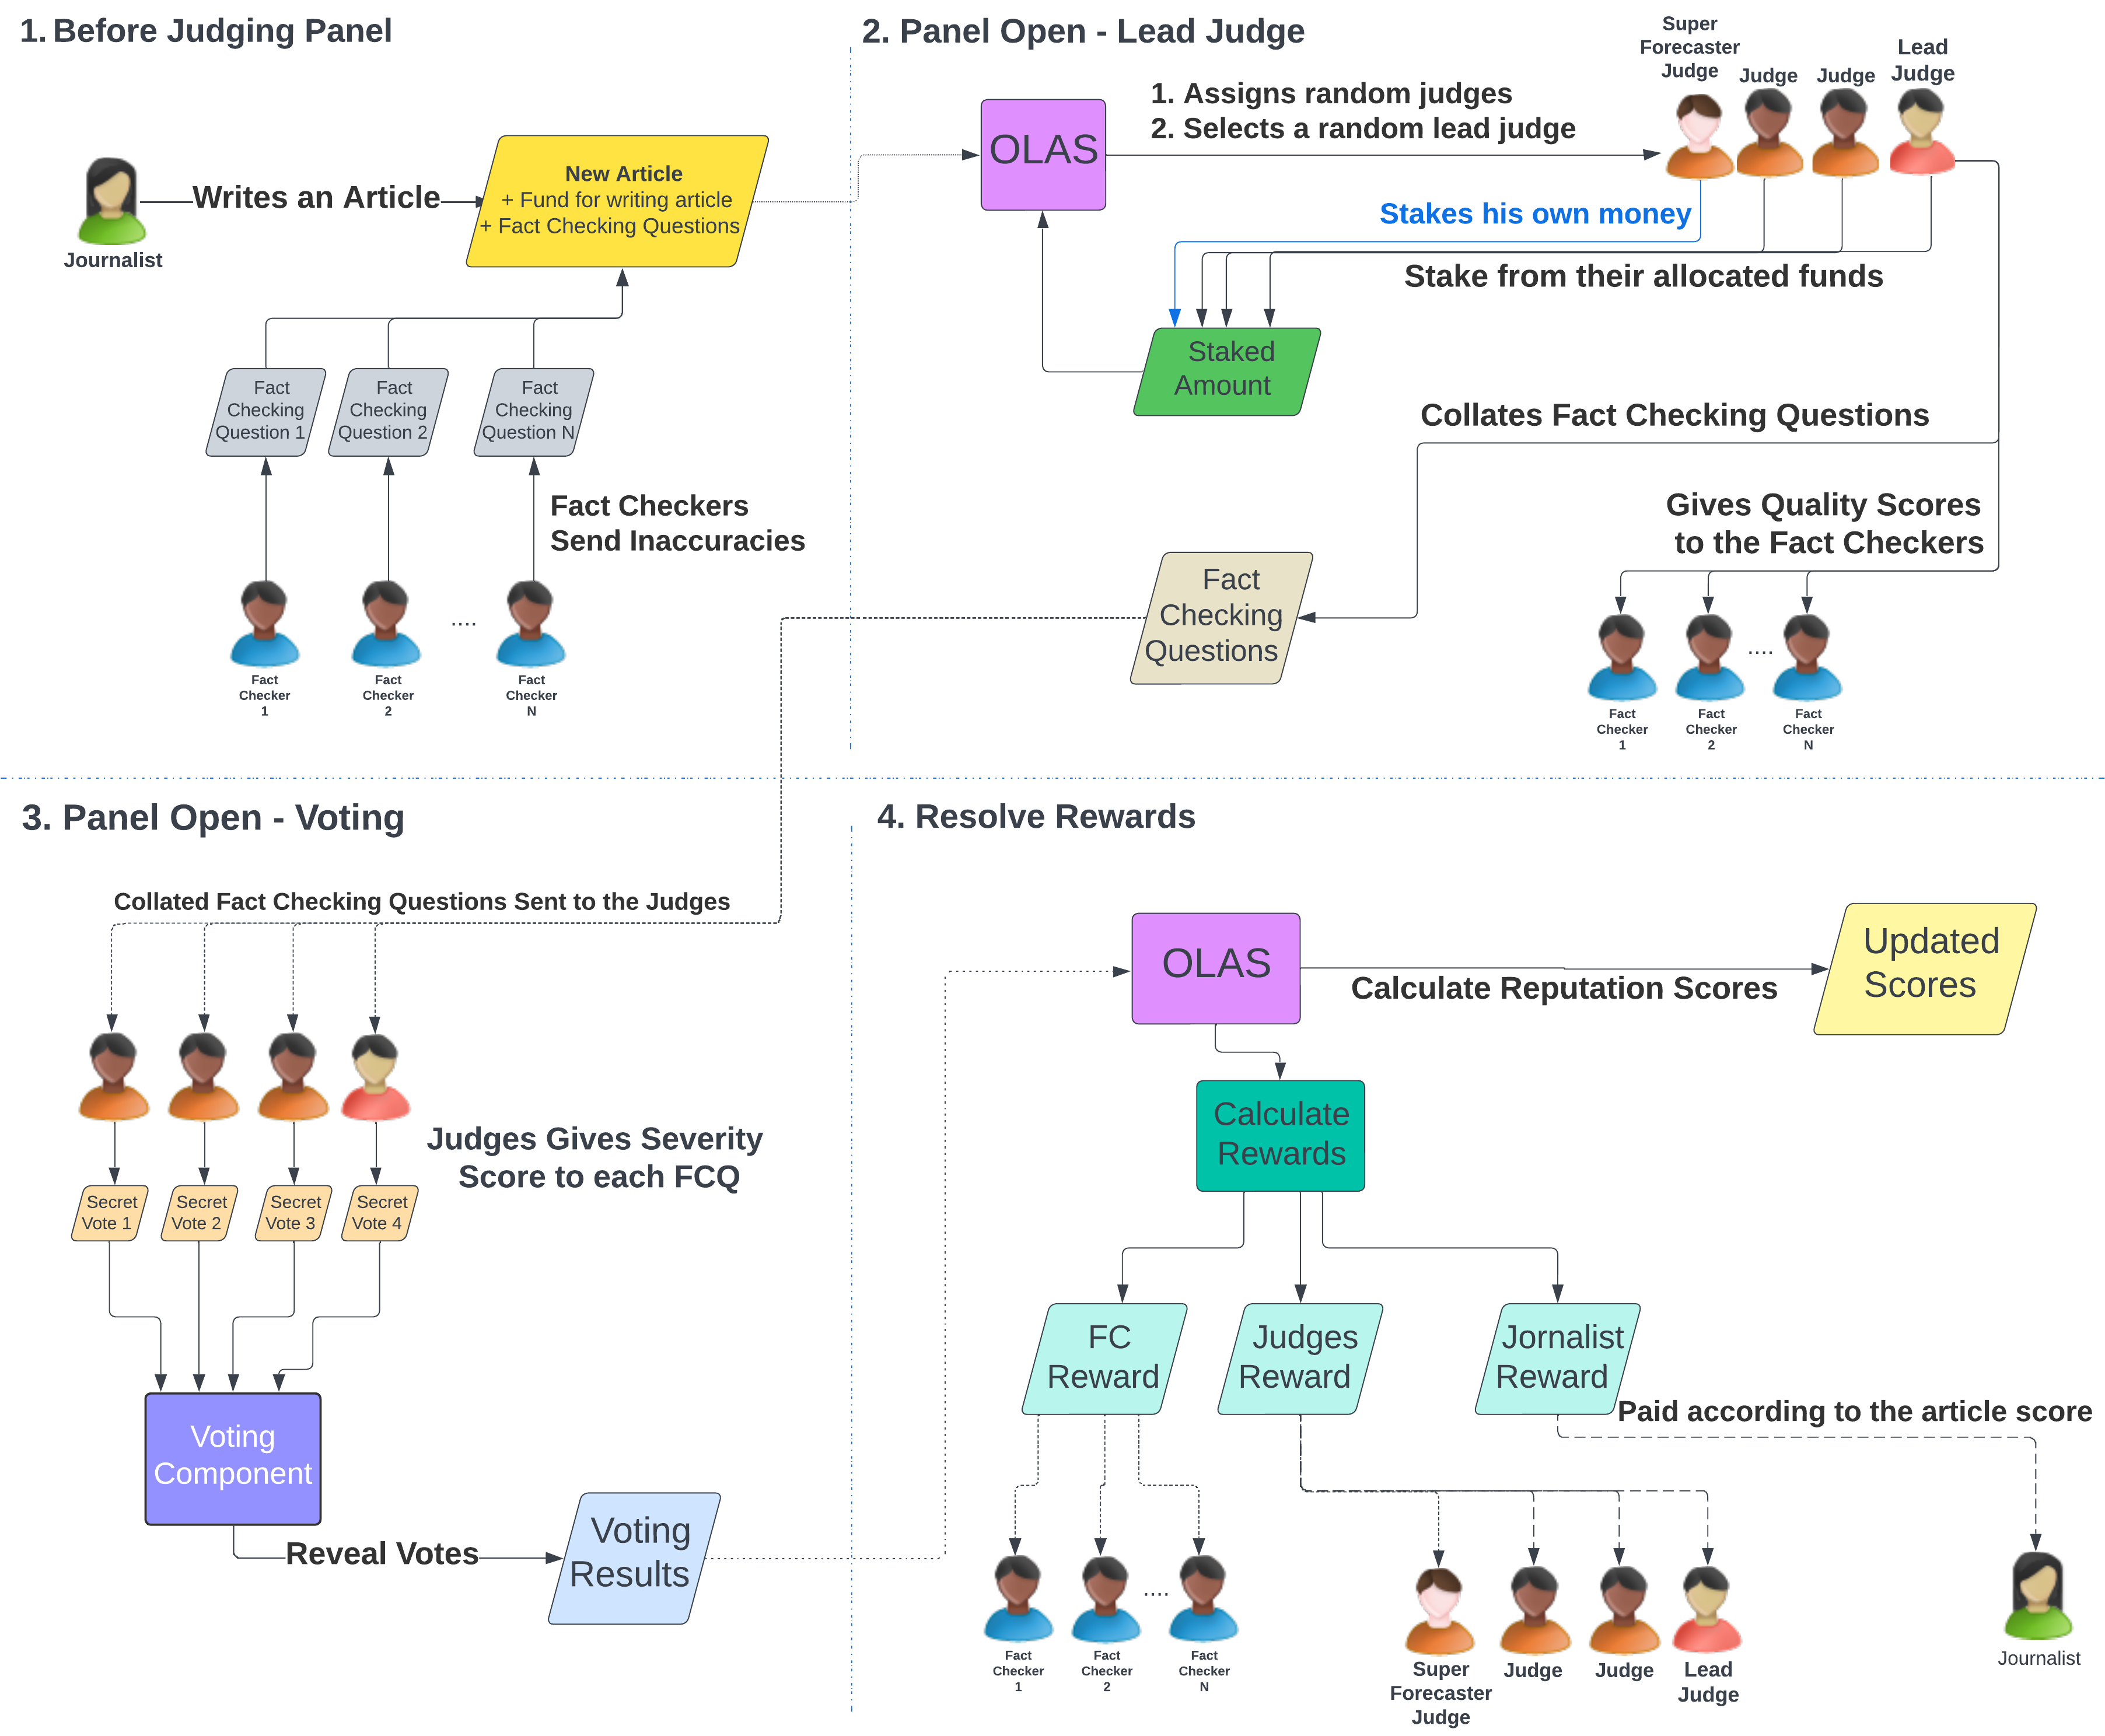 1. Before Judging Panel
Writes an Article
Journalist
New Article
+ Fund for writing article
+ Fact Checking Questions
Fact
Checking
Question 1
Fact
Checking
Question 2
Fact
Checking
Question N
Fact Checkers
Send Inaccuracies
....
Fact
Checker
1
Fact
Checker
2
Fact
Checker
N
2. Panel Open - Lead Judge
OLAS
1. Assigns random judges
2. Selects a random lead judge
Super
Forecaster
Judge
Judge
Judge
Lead
Judge
Stakes his own money
Stake from their allocated funds
Staked
Amount
Collates Fact Checking Questions
Gives Quality Scores
to the Fact Checkers
Fact
Checking
Questions
....
Fact
Checker
1
Fact
Checker
2
Fact
Checker
N
3. Panel Open - Voting
Collated Fact Checking Questions Sent to the Judges
Judges Gives Severity
Score to each FCQ
Secret
Vote 1
Secret
Vote 2
Secret
Vote 3
Secret
Vote 4
Voting
Component
Reveal Votes
Voting
Results
4. Resolve Rewards
OLAS
Calculate Reputation Scores
Updated
Scores
Calculate
Rewards
FC
Reward
Judges
Reward
Jornalist
Reward
Paid according to the article score
....
Fact
Checker
1
Fact
Checker
2
Fact
Checker
N
Super
Forecaster
Judge
Judge
Judge
Lead
Judge
Journalist